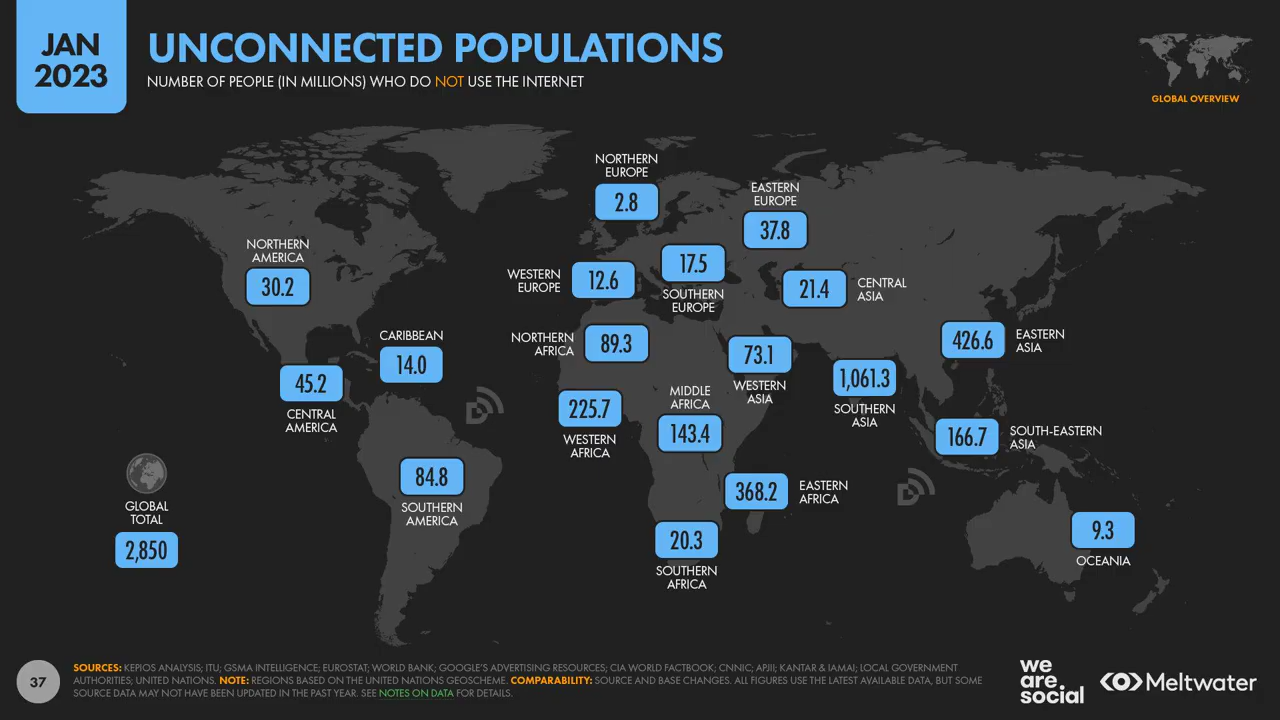 JAN
2023
UNCONNECTED POPULATIONS
NUMBER OF PEOPLE (IN MILLIONS) WHO DO NOT USE THE INTERNET
GLOBAL OVERVIEW
NORTHERN
EUROPE
2.8
EASTERN
EUROPE
37.8
NORTHERN
AMERICA
30.2
WESTERN
EUROPE
12.6
17.5
SOUTHERN
EUROPE
21.4
CENTRAL
ASIA
CARIBBEAN
14.0
NORTHERN
AFRICA
89.3
73.1
WESTERN
ASIA
426.6
EASTERN
ASIA
45.2
CENTRAL
AMERICA
225.7
WESTERN
AFRICA
MIDDLE
AFRICA
143.4
1,061.3
SOUTHERN
ASIA
166.7
SOUTH-EASTERN
ASIA
84.8
SOUTHERN
AMERICA
368.2
EASTERN
AFRICA
GLOBAL
TOTAL
2,850
20.3
SOUTHERN
AFRICA
9.3
OCEANIA
37
SOURCES: KEPIOS ANALYSIS; ITU; GSMA INTELLIGENCE; EUROSTAT; WORLD BANK; GOOGLE'S ADVERTISING RESOURCES; CIA WORLD FACTBOOK; CNNIC; APJII; KANTAR & IAMAI; LOCAL GOVERNMENT
AUTHORITIES; UNITED NATIONS. NOTE: REGIONS BASED ON THE UNITED NATIONS GEOSCHEME. COMPARABILITY: SOURCE AND BASE CHANGES. ALL FIGURES USE THE LATEST AVAILABLE DATA, BUT SOME
SOURCE DATA MAY NOT HAVE BEEN UPDATED IN THE PAST YEAR. SEE NOTES ON DATA FOR DETAILS.
we
are
social
Meltwater